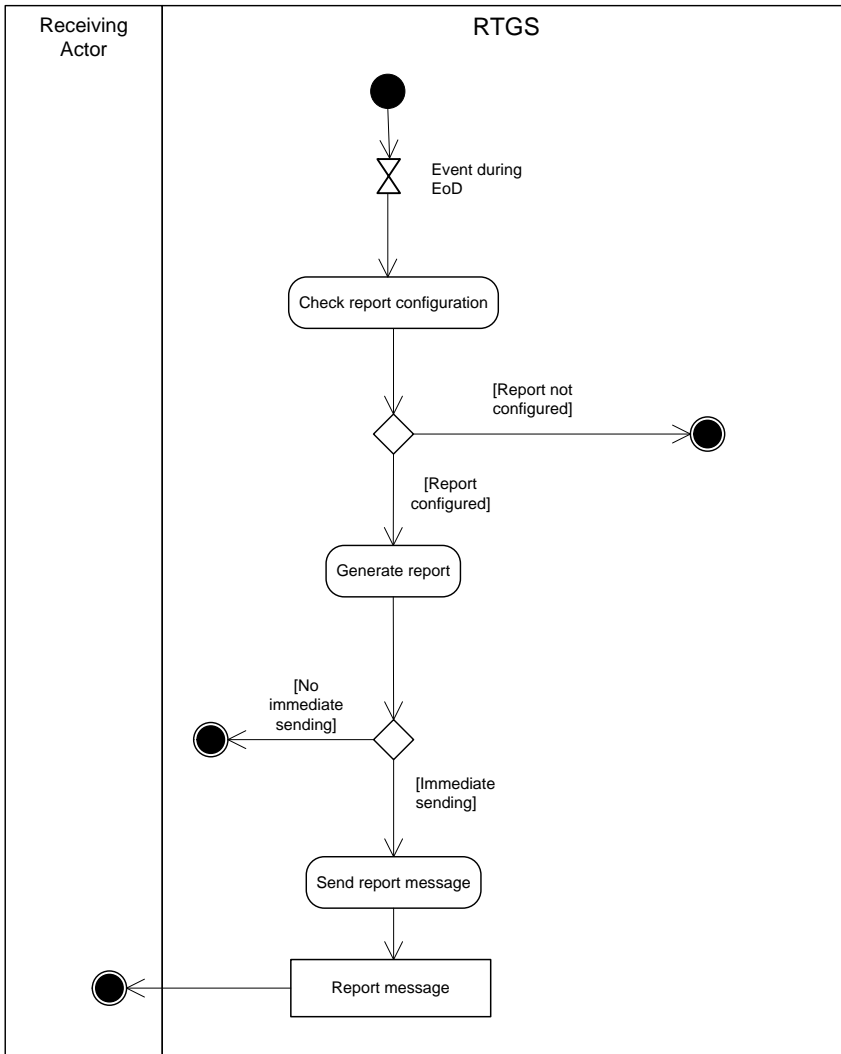 Receiving
Actor
RTGS
Event during
EoD
Check report configuration
[Report not
configured]
[Report
configured]
Generate report
[No
immediate
sending]
[Immediate
sending]
Send report message
Report message